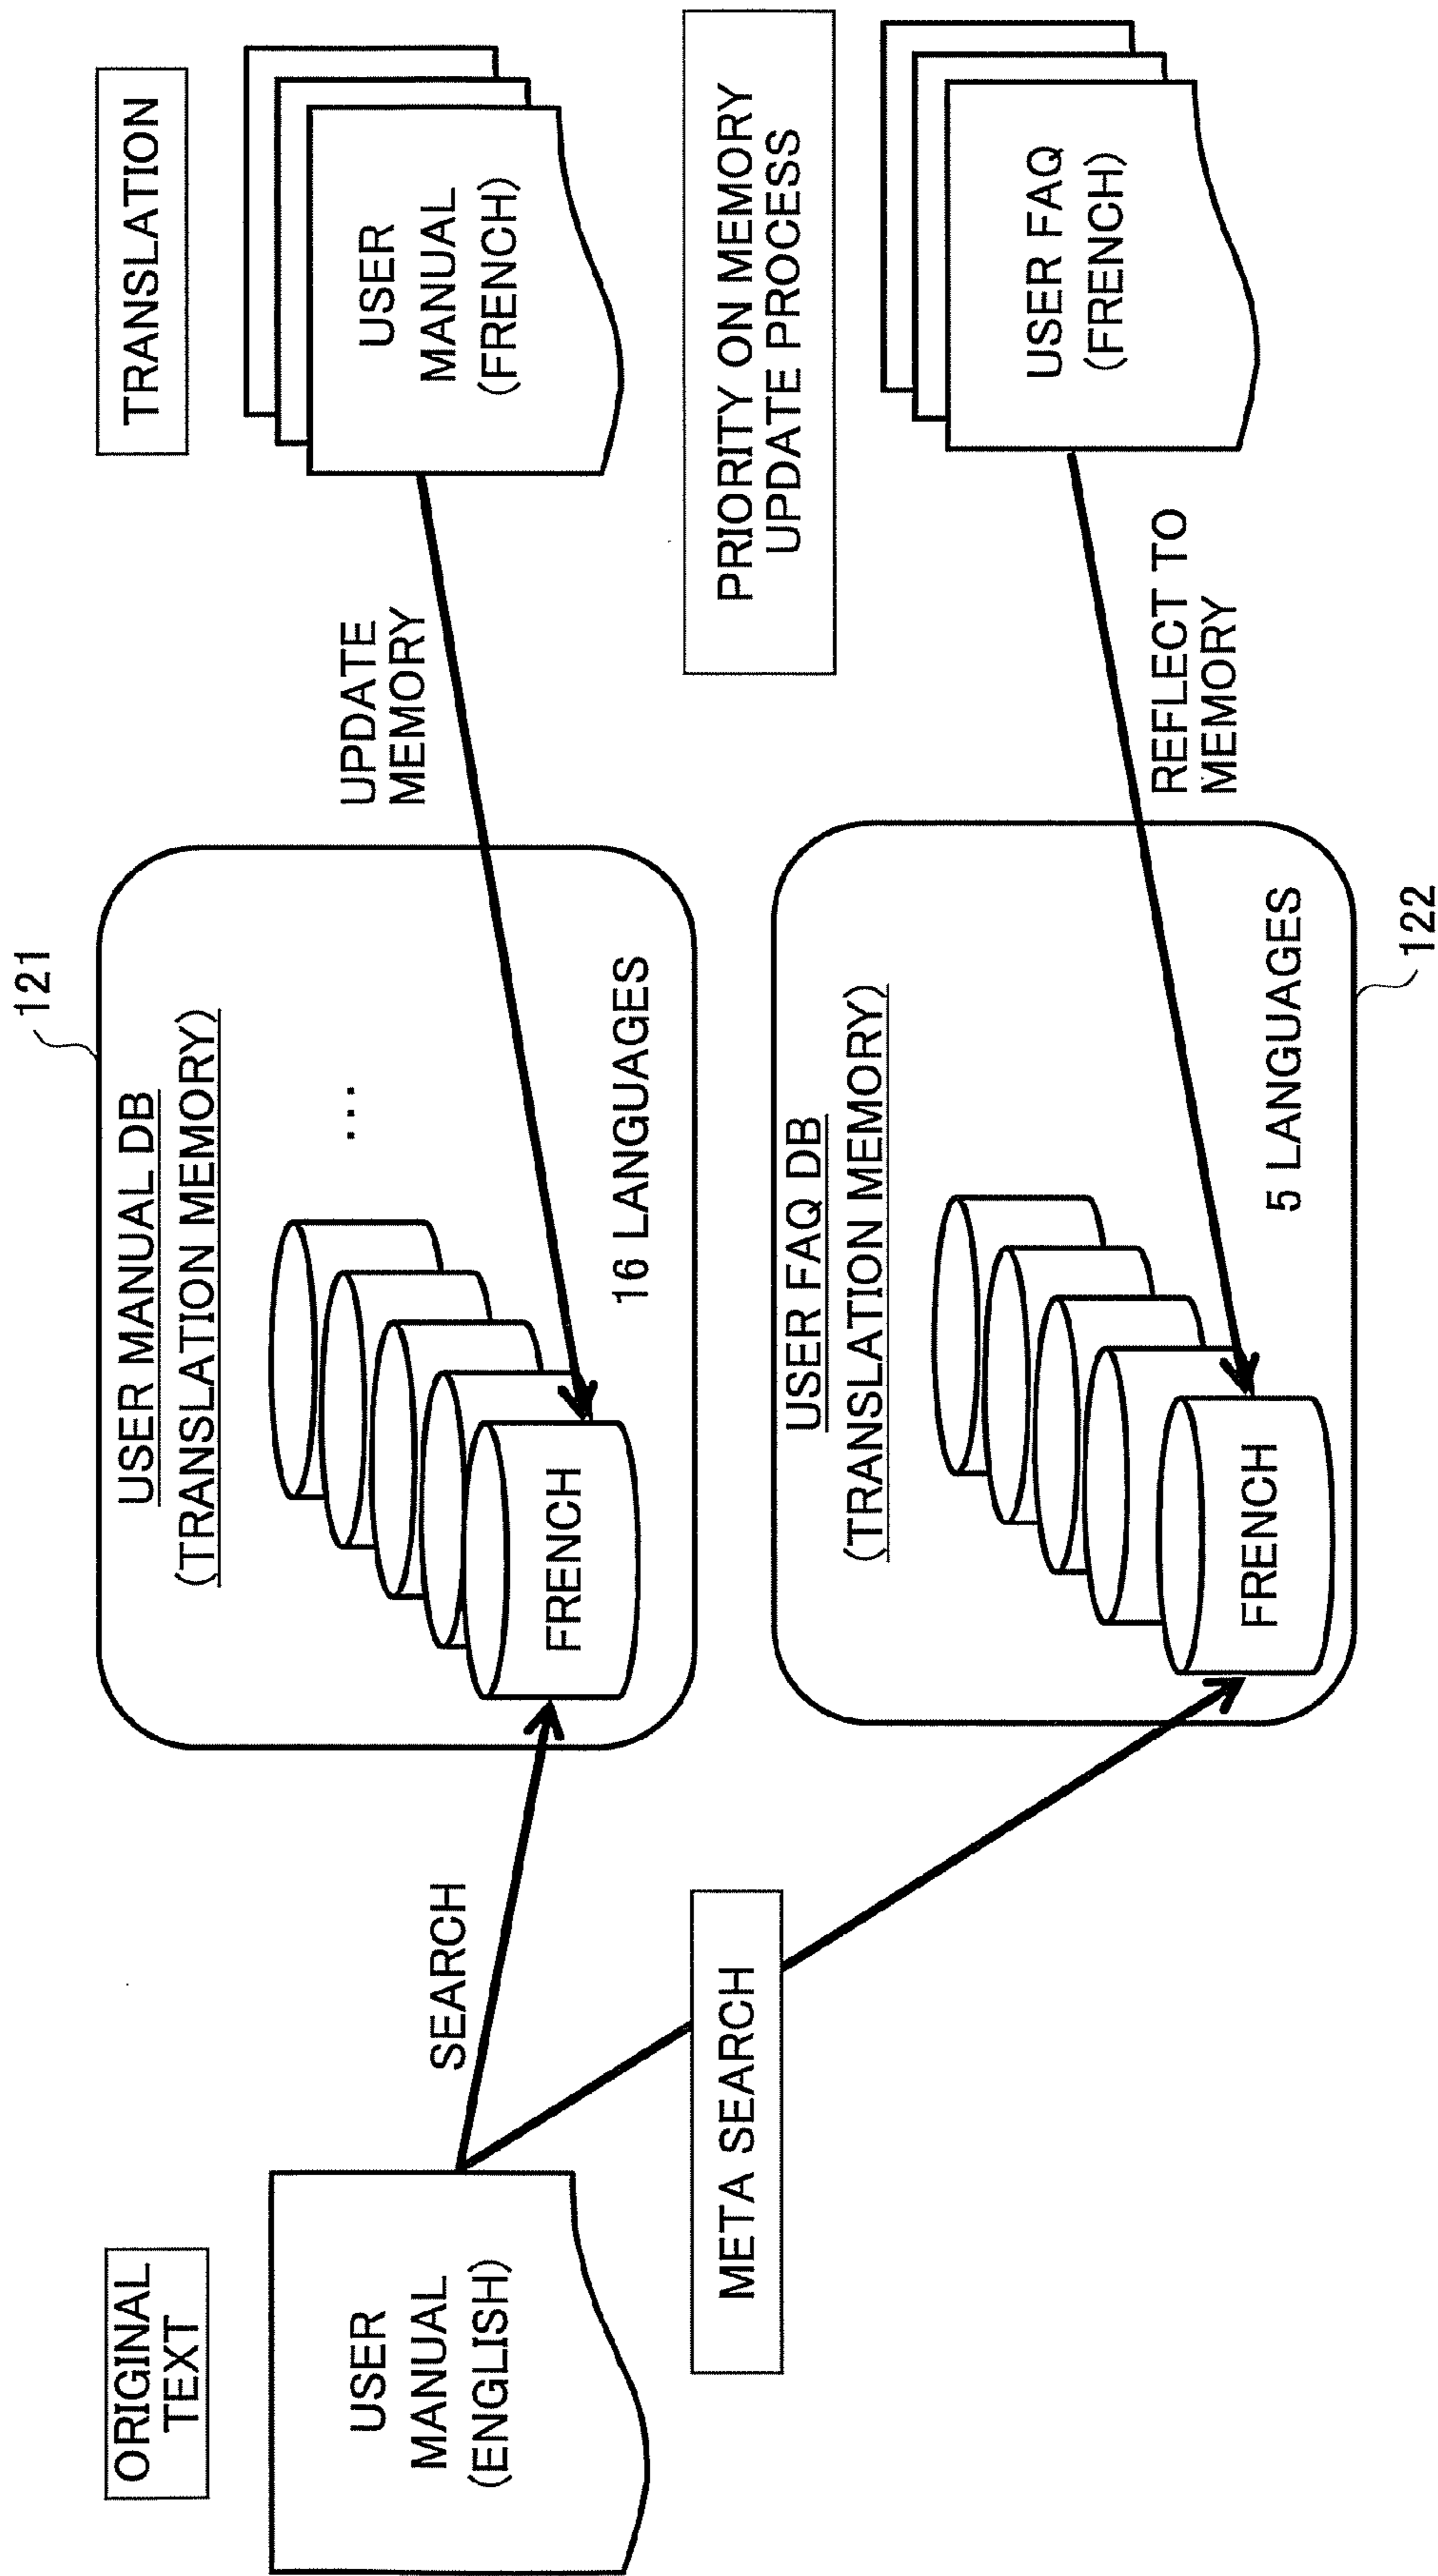 ORIGINAL
TEXT
USER
MANUAL
(ENGLISH)
SEARCH
META SEARCH
121
USER MANUAL DB
(TRANSLATION MEMORY)
...
FRENCH
16 LANGUAGES
USER FAQ DB
(TRANSLATION MEMORY)
FRENCH
5 LANGUAGES
122
UPDATE
MEMORY
REFLECT TO
MEMORY
TRANSLATION
USER
MANUAL
(FRENCH)
PRIORITY ON MEMORY
UPDATE PROCESS
USER FAQ
(FRENCH)